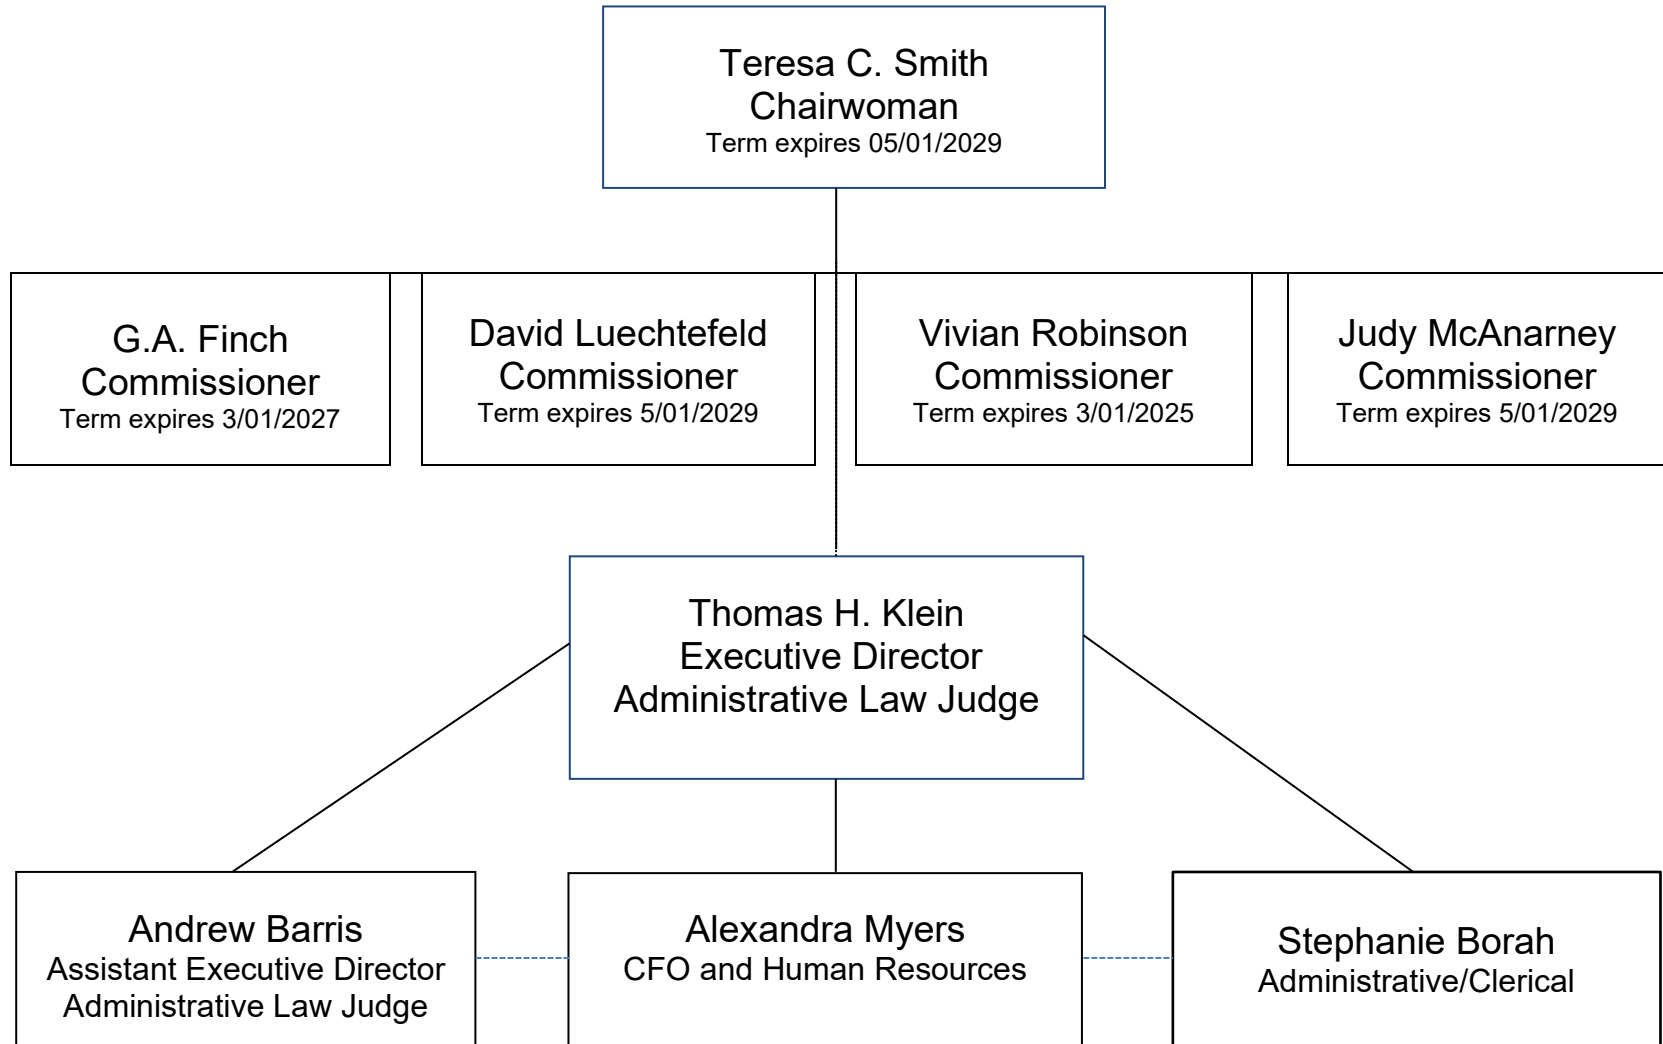 Teresa C. Smith
Chairwoman
Term expires 05/01/2029
G.A. Finch
Commissioner
Term expires 3/01/2027
David Luechtefeld
Commissioner
Term expires 5/01/2029
Vivian Robinson
Commissioner
Term expires 3/01/2025
Judy McAnarney
Commissioner
Term expires 5/01/2029
Thomas H. Klein
Executive Director
Administrative Law Judge
Andrew Barris
Assistant Executive Director
Administrative Law Judge
Alexandra Myers
CFO and Human Resources
Stephanie Borah
Administrative/Clerical